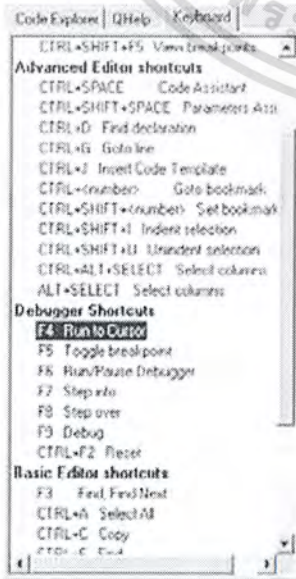 Code Explorer QHelp Keyboard
CTRL+SHIFT+F5 View breakpoints
Advanced Editor shortcuts
CTRL+SPACE Code Assistant
CTRL+SHIFT+SPACE Parameters Assi
CTRL+D Find declaration
CTRL+G Goto line
CTRL+J Insert Code Template
CTRL+<number> Goto bookmark
CTRL+SHIFT+<number> Set bookmark
CTRL+SHIFT+I Indent selection
CTRL+SHIFT+U Unindent selection
CTRL+ALT+SELECT Select columns
ALT+SELECT Select columns
Debugger Shortcuts
F4 Run to Cursor
F5 Toggle breakpoint
F6 Run/Pause Debugger
F7 Step into
F8 Step over
F9 Debug
CTRL+F2 Reset
Basic Editor shortcuts
F3 Find, Find Next
CTRL+A Select All
CTRL+C Copy
CTRL+F Find